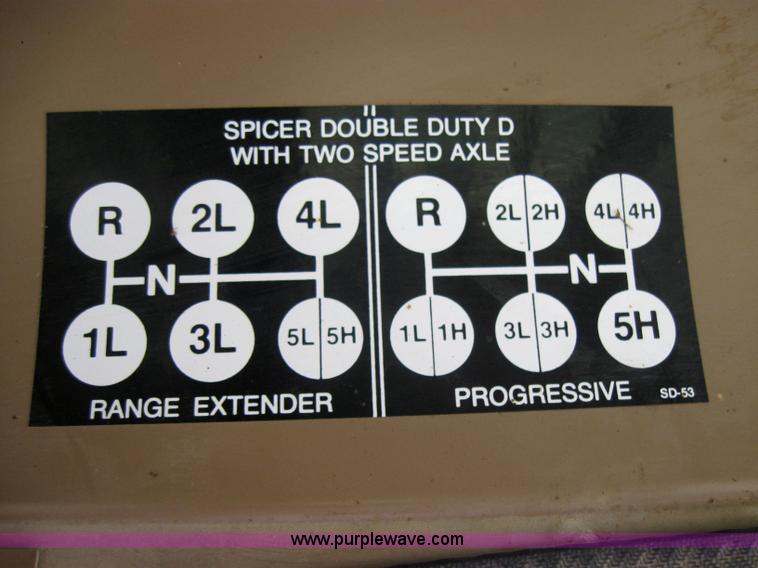 SPICER DOUBLE DUTY D
WITH TWO SPEED AXLE
R 2L 4L
N
1L 3L 5L 5H
RANGE EXTENDER
R 2L 2H 4L 4H
N
1L 1H 3L 3H 5H
PROGRESSIVE
SD-53
www.purplewave.com